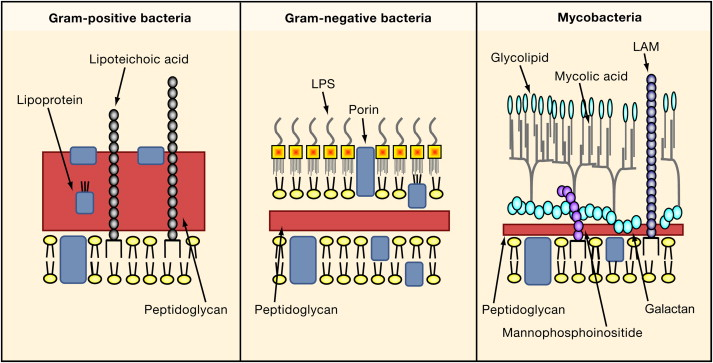 Gram-positive bacteria
Lipoteichoic acid
Lipoprotein
Peptidoglycan
Gram-negative bacteria
LPS
Porin
Peptidoglycan
Mycobacteria
LAM
Glycolipid
Mycolic acid
Peptidoglycan
Galactan
Mannophosphoinositide